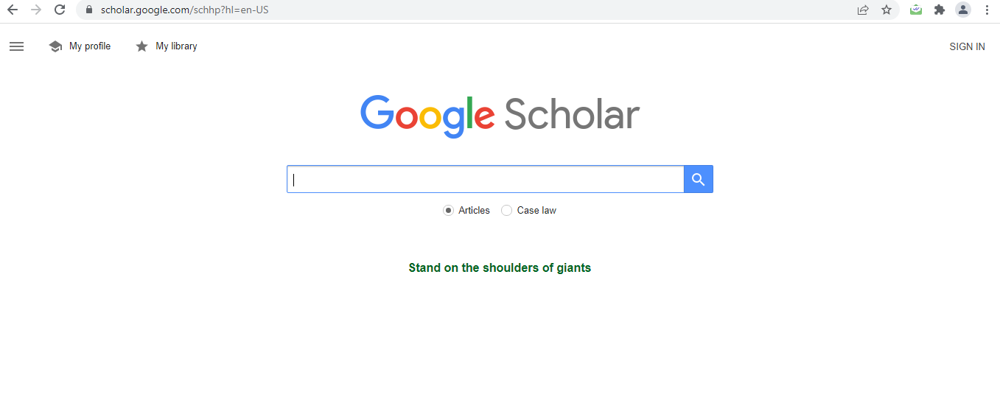 scholar.google.com/schhp?hl=en-US
My profile My library SIGN IN
Google Scholar
Articles Case law
Stand on the shoulders of giants